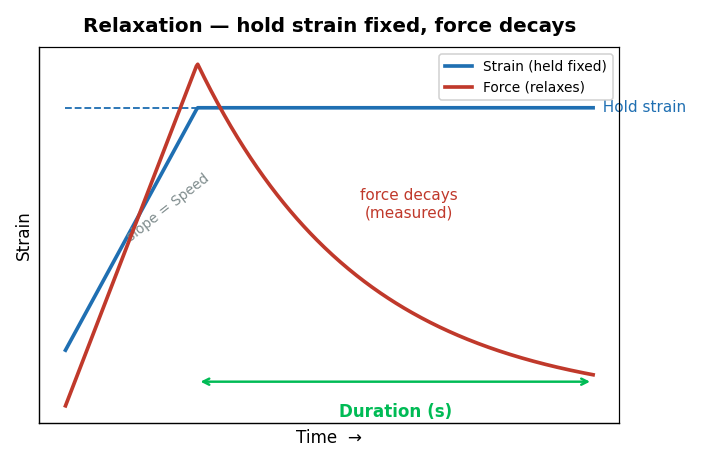 Relaxation — hold strain fixed, force decays
Strain (held fixed)
Force (relaxes)
Hold strain
Slope = Speed
force decays
(measured)
Duration (s)
Strain
Time →